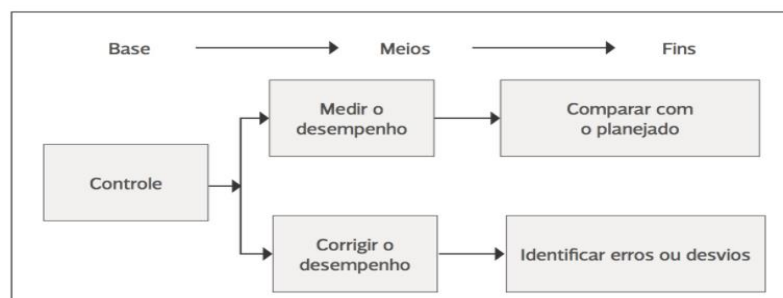 Base Meios Fins
Medir o
desempenho
Comparar com
o planejado
Controle
Corrigir o
desempenho
Identificar erros ou desvios